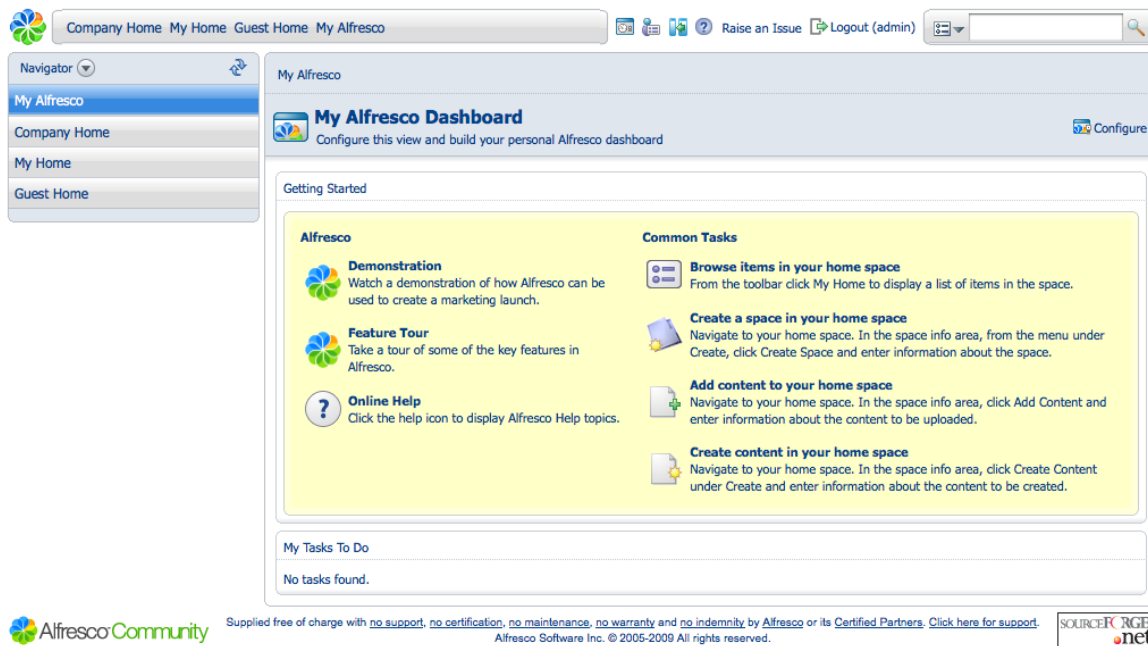 Company Home My Home Guest Home My Alfresco
Raise an Issue Logout (admin)
Navigator
My Alfresco
Company Home
My Home
Guest Home
My Alfresco
My Alfresco Dashboard
Configure this view and build your personal Alfresco dashboard
Configure
Getting Started
Alfresco
Demonstration
Watch a demonstration of how Alfresco can be
used to create a marketing launch.
Feature Tour
Take a tour of some of the key features in
Alfresco.
?
Online Help
Click the help icon to display Alfresco Help topics.
Common Tasks
Browse items in your home space
From the toolbar click My Home to display a list of items in the space.
Create a space in your home space
Navigate to your home space. In the space info area, from the menu under
Create, click Create Space and enter information about the space.
Add content to your home space
Navigate to your home space. In the space info area, click Add Content and
enter information about the content to be uploaded.
Create content in your home space
Navigate to your home space. In the space info area, click Create Content
under Create and enter information about the content to be created.
My Tasks To Do
No tasks found.
Alfresco Community
Supplied free of charge with no support, no certification, no maintenance, no warranty and no indemnity by Alfresco or its Certified Partners. Click here for support.
Alfresco Software Inc. © 2005-2009 All rights reserved.
SOURCEFORGE
.net